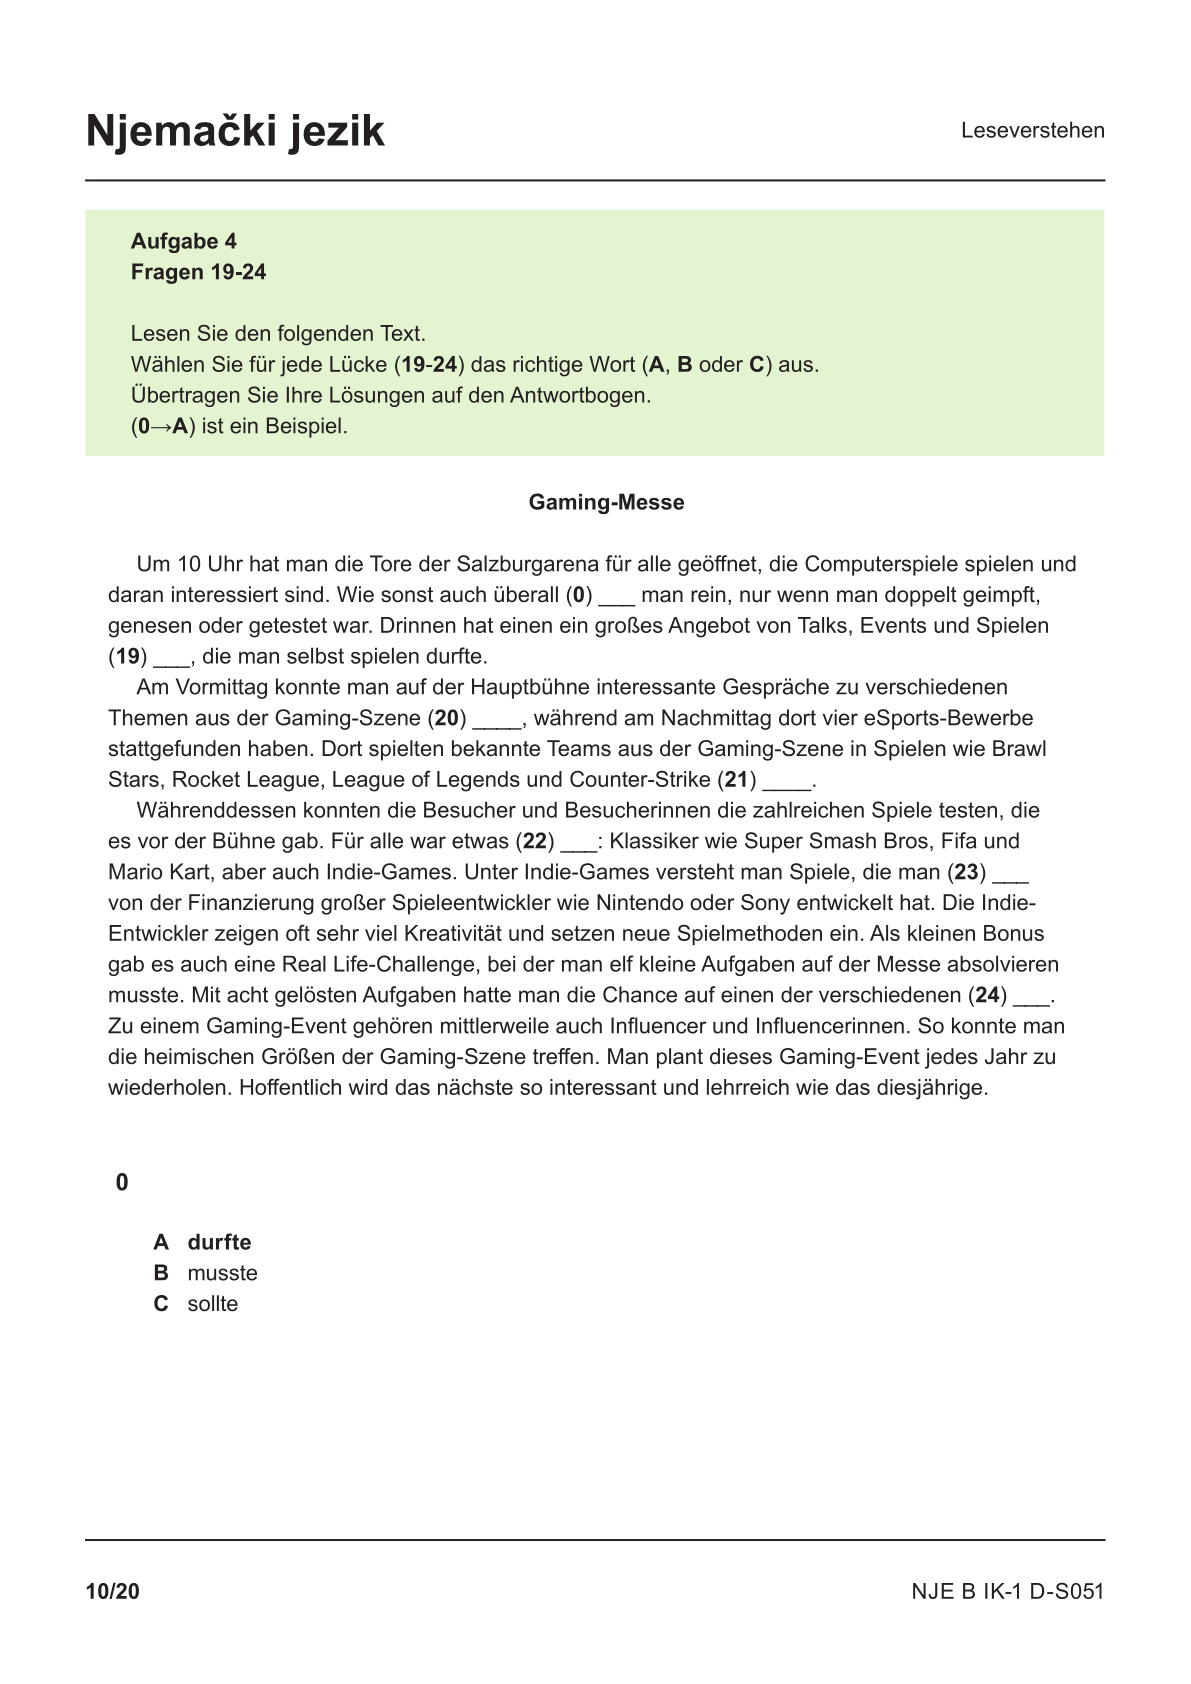 Njemački jezik
Leseverstehen
Aufgabe 4
Fragen 19-24
Lesen Sie den folgenden Text.
Wählen Sie für jede Lücke (19-24) das richtige Wort (A, B oder C) aus.
Übertragen Sie Ihre Lösungen auf den Antwortbogen.
(0→A) ist ein Beispiel.
Gaming-Messe
Um 10 Uhr hat man die Tore der Salzburgarena für alle geöffnet, die Computerspiele spielen und
daran interessiert sind. Wie sonst auch überall (0) ___ man rein, nur wenn man doppelt geimpft,
genesen oder getestet war. Drinnen hat einen ein großes Angebot von Talks, Events und Spielen
(19) ___, die man selbst spielen durfte.
Am Vormittag konnte man auf der Hauptbühne interessante Gespräche zu verschiedenen
Themen aus der Gaming-Szene (20) ____, während am Nachmittag dort vier eSports-Bewerbe
stattgefunden haben. Dort spielten bekannte Teams aus der Gaming-Szene in Spielen wie Brawl
Stars, Rocket League, League of Legends und Counter-Strike (21) ____.
Währenddessen konnten die Besucher und Besucherinnen die zahlreichen Spiele testen, die
es vor der Bühne gab. Für alle war etwas (22) ___: Klassiker wie Super Smash Bros, Fifa und
Mario Kart, aber auch Indie-Games. Unter Indie-Games versteht man Spiele, die man (23) ___
von der Finanzierung großer Spieleentwickler wie Nintendo oder Sony entwickelt hat. Die Indie-
Entwickler zeigen oft sehr viel Kreativität und setzen neue Spielmethoden ein. Als kleinen Bonus
gab es auch eine Real Life-Challenge, bei der man elf kleine Aufgaben auf der Messe absolvieren
musste. Mit acht gelösten Aufgaben hatte man die Chance auf einen der verschiedenen (24) ___.
Zu einem Gaming-Event gehören mittlerweile auch Influencer und Influencerinnen. So konnte man
die heimischen Größen der Gaming-Szene treffen. Man plant dieses Gaming-Event jedes Jahr zu
wiederholen. Hoffentlich wird das nächste so interessant und lehrreich wie das diesjährige.
0
A durfte
B musste
C sollte
10/20
NJE B IK-1 D-S051